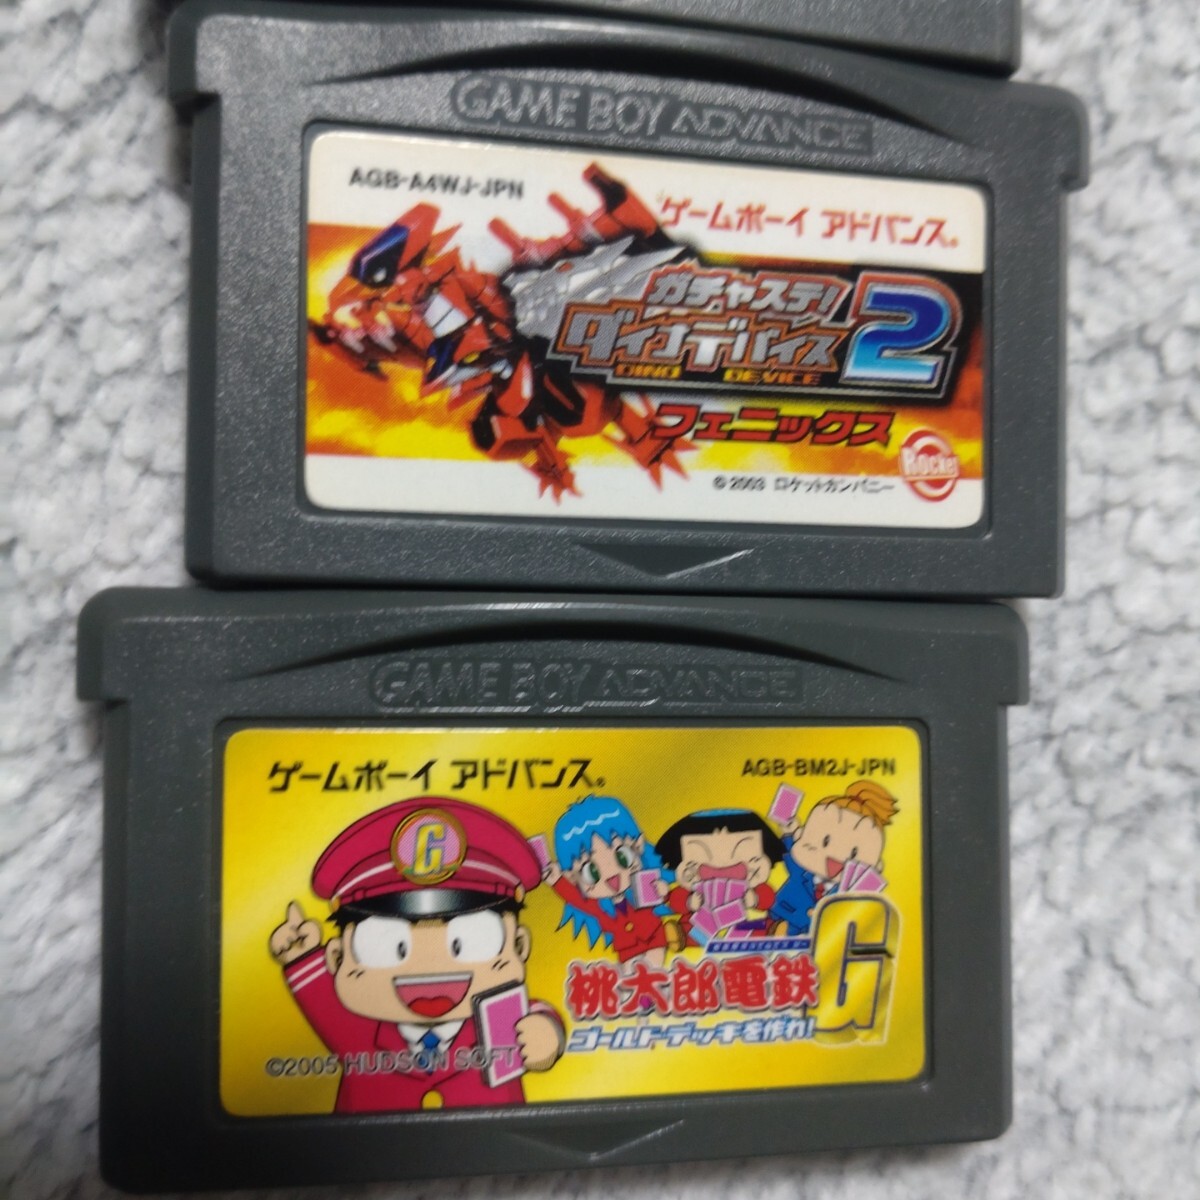 GAME BOY ADVANCE
AGB-A4WJ-JPN
ゲームボーイ アドバンス®
ガチャステ!
ダイナデバイス2
DINO DEVICE
フェニックス
Rocket
©2003 ロケットカンパニー
GAME BOY ADVANCE
ゲームボーイ アドバンス®
AGB-BM2J-JPN
G
桃太郎電鉄G
ゴールド・デッキを作れ!
©2005 HUDSON SOFT